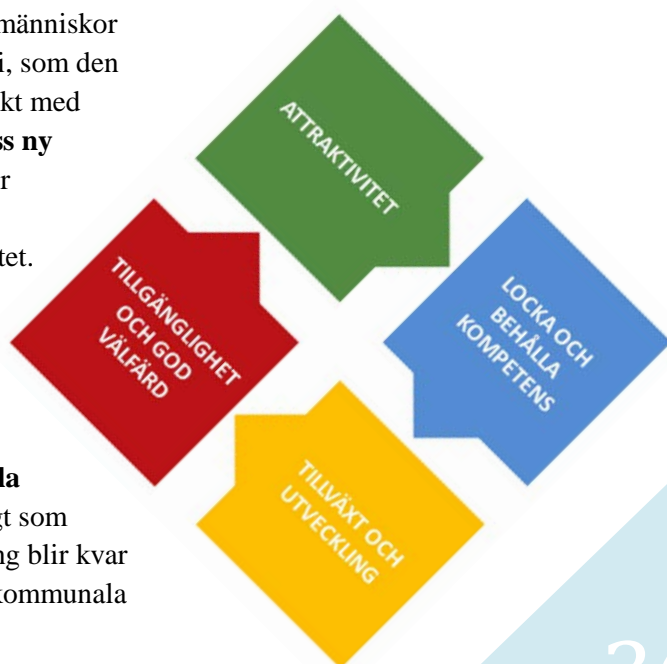 människor
i, som den
kt med
ss ny
r
tet.
la
gt som
ng blir kvar
kommunala
ATTRAKTIVITET
LOCKA OCH
BEHÅLLA
KOMPETENS
TILLVÄXT OCH
UTVECKLING
TILLGÄNGLIGHET
OCH GOD
VÄLFÄRD